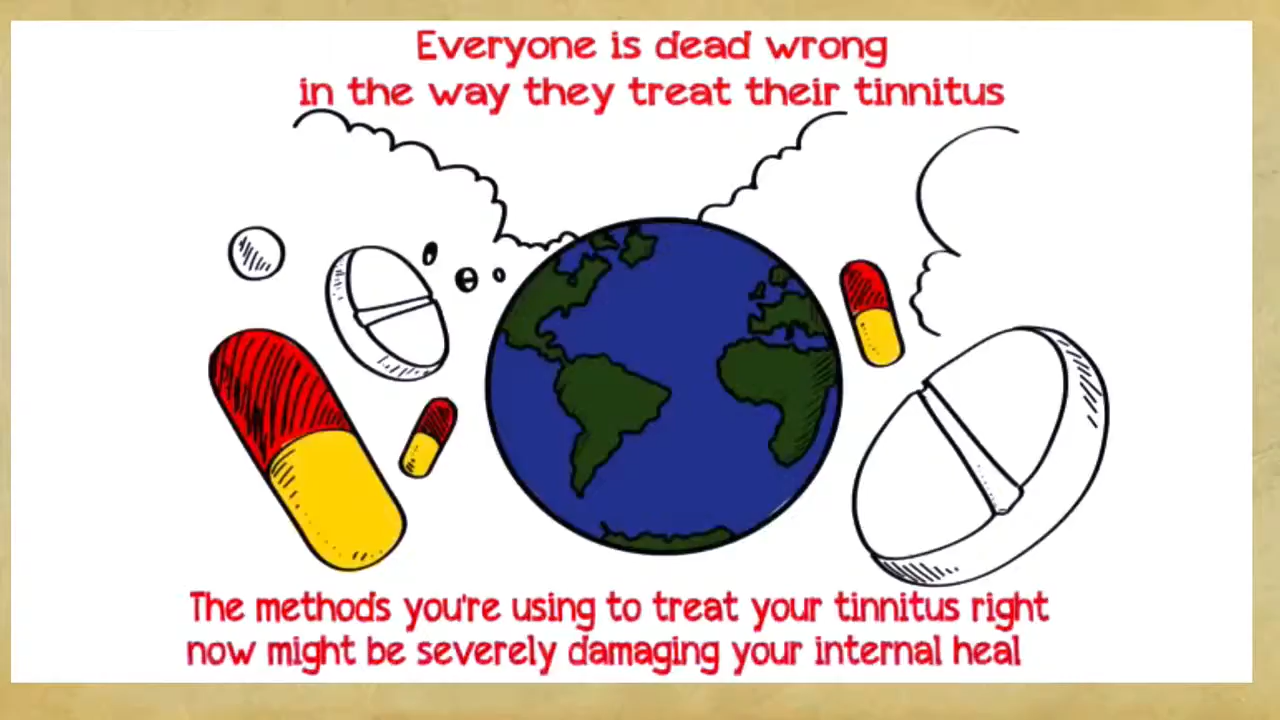 Everyone is dead wrong
in the way they treat their tinnitus
The methods you're using to treat your tinnitus right
now might be severely damaging your internal heal